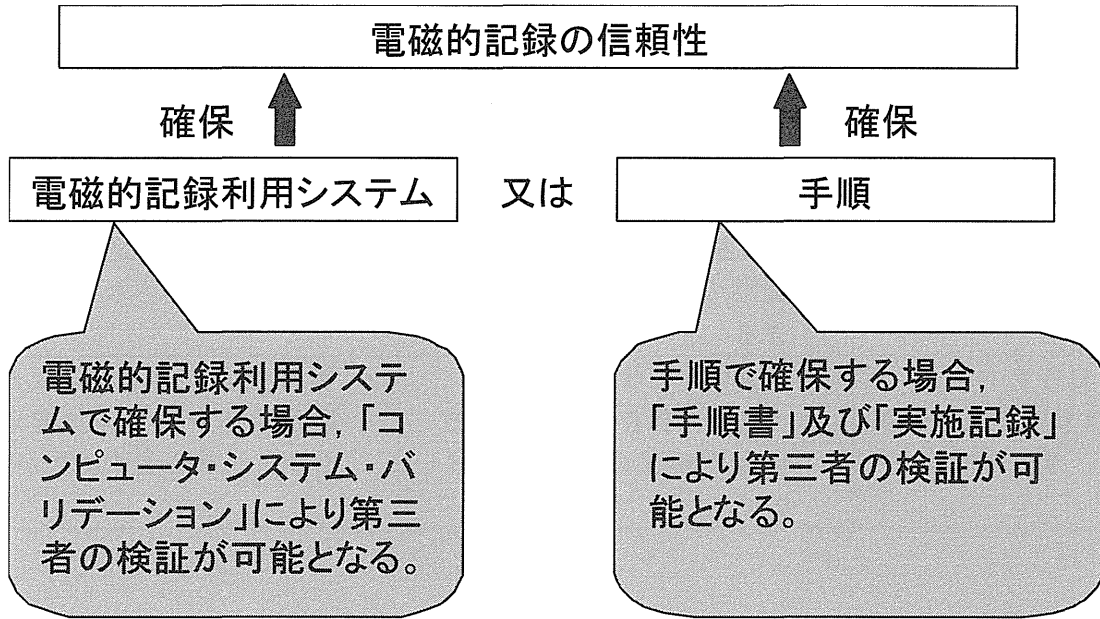 電磁的記録の信頼性
確保
確保
電磁的記録利用システム
又は
手順
電磁的記録利用システ
ムで確保する場合,「コ
ンピュータ・システム・バ
リデーション」により第三
者の検証が可能となる。
手順で確保する場合,
「手順書」及び「実施記録」
により第三者の検証が可
能となる。